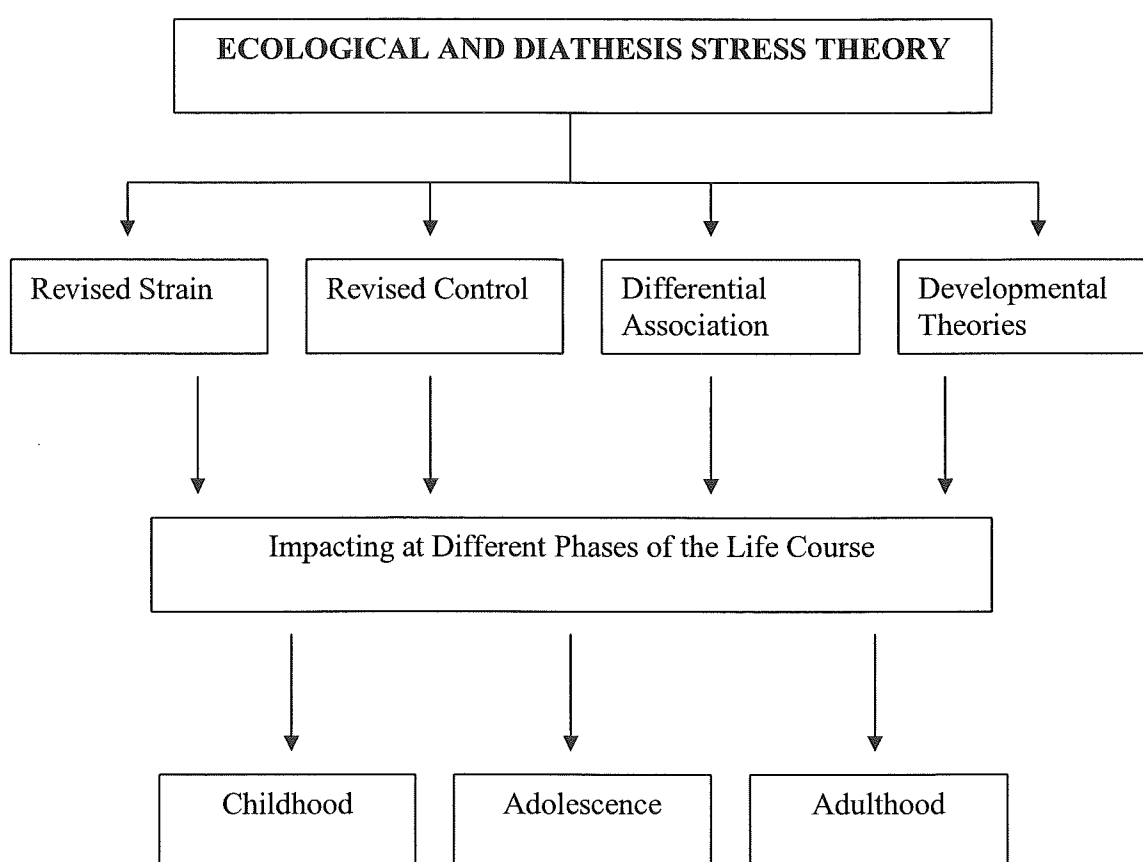 ECOLOGICAL AND DIATHESIS STRESS THEORY
Revised Strain
Revised Control
Differential
Association
Developmental
Theories
Impacting at Different Phases of the Life Course
Childhood
Adolescence
Adulthood